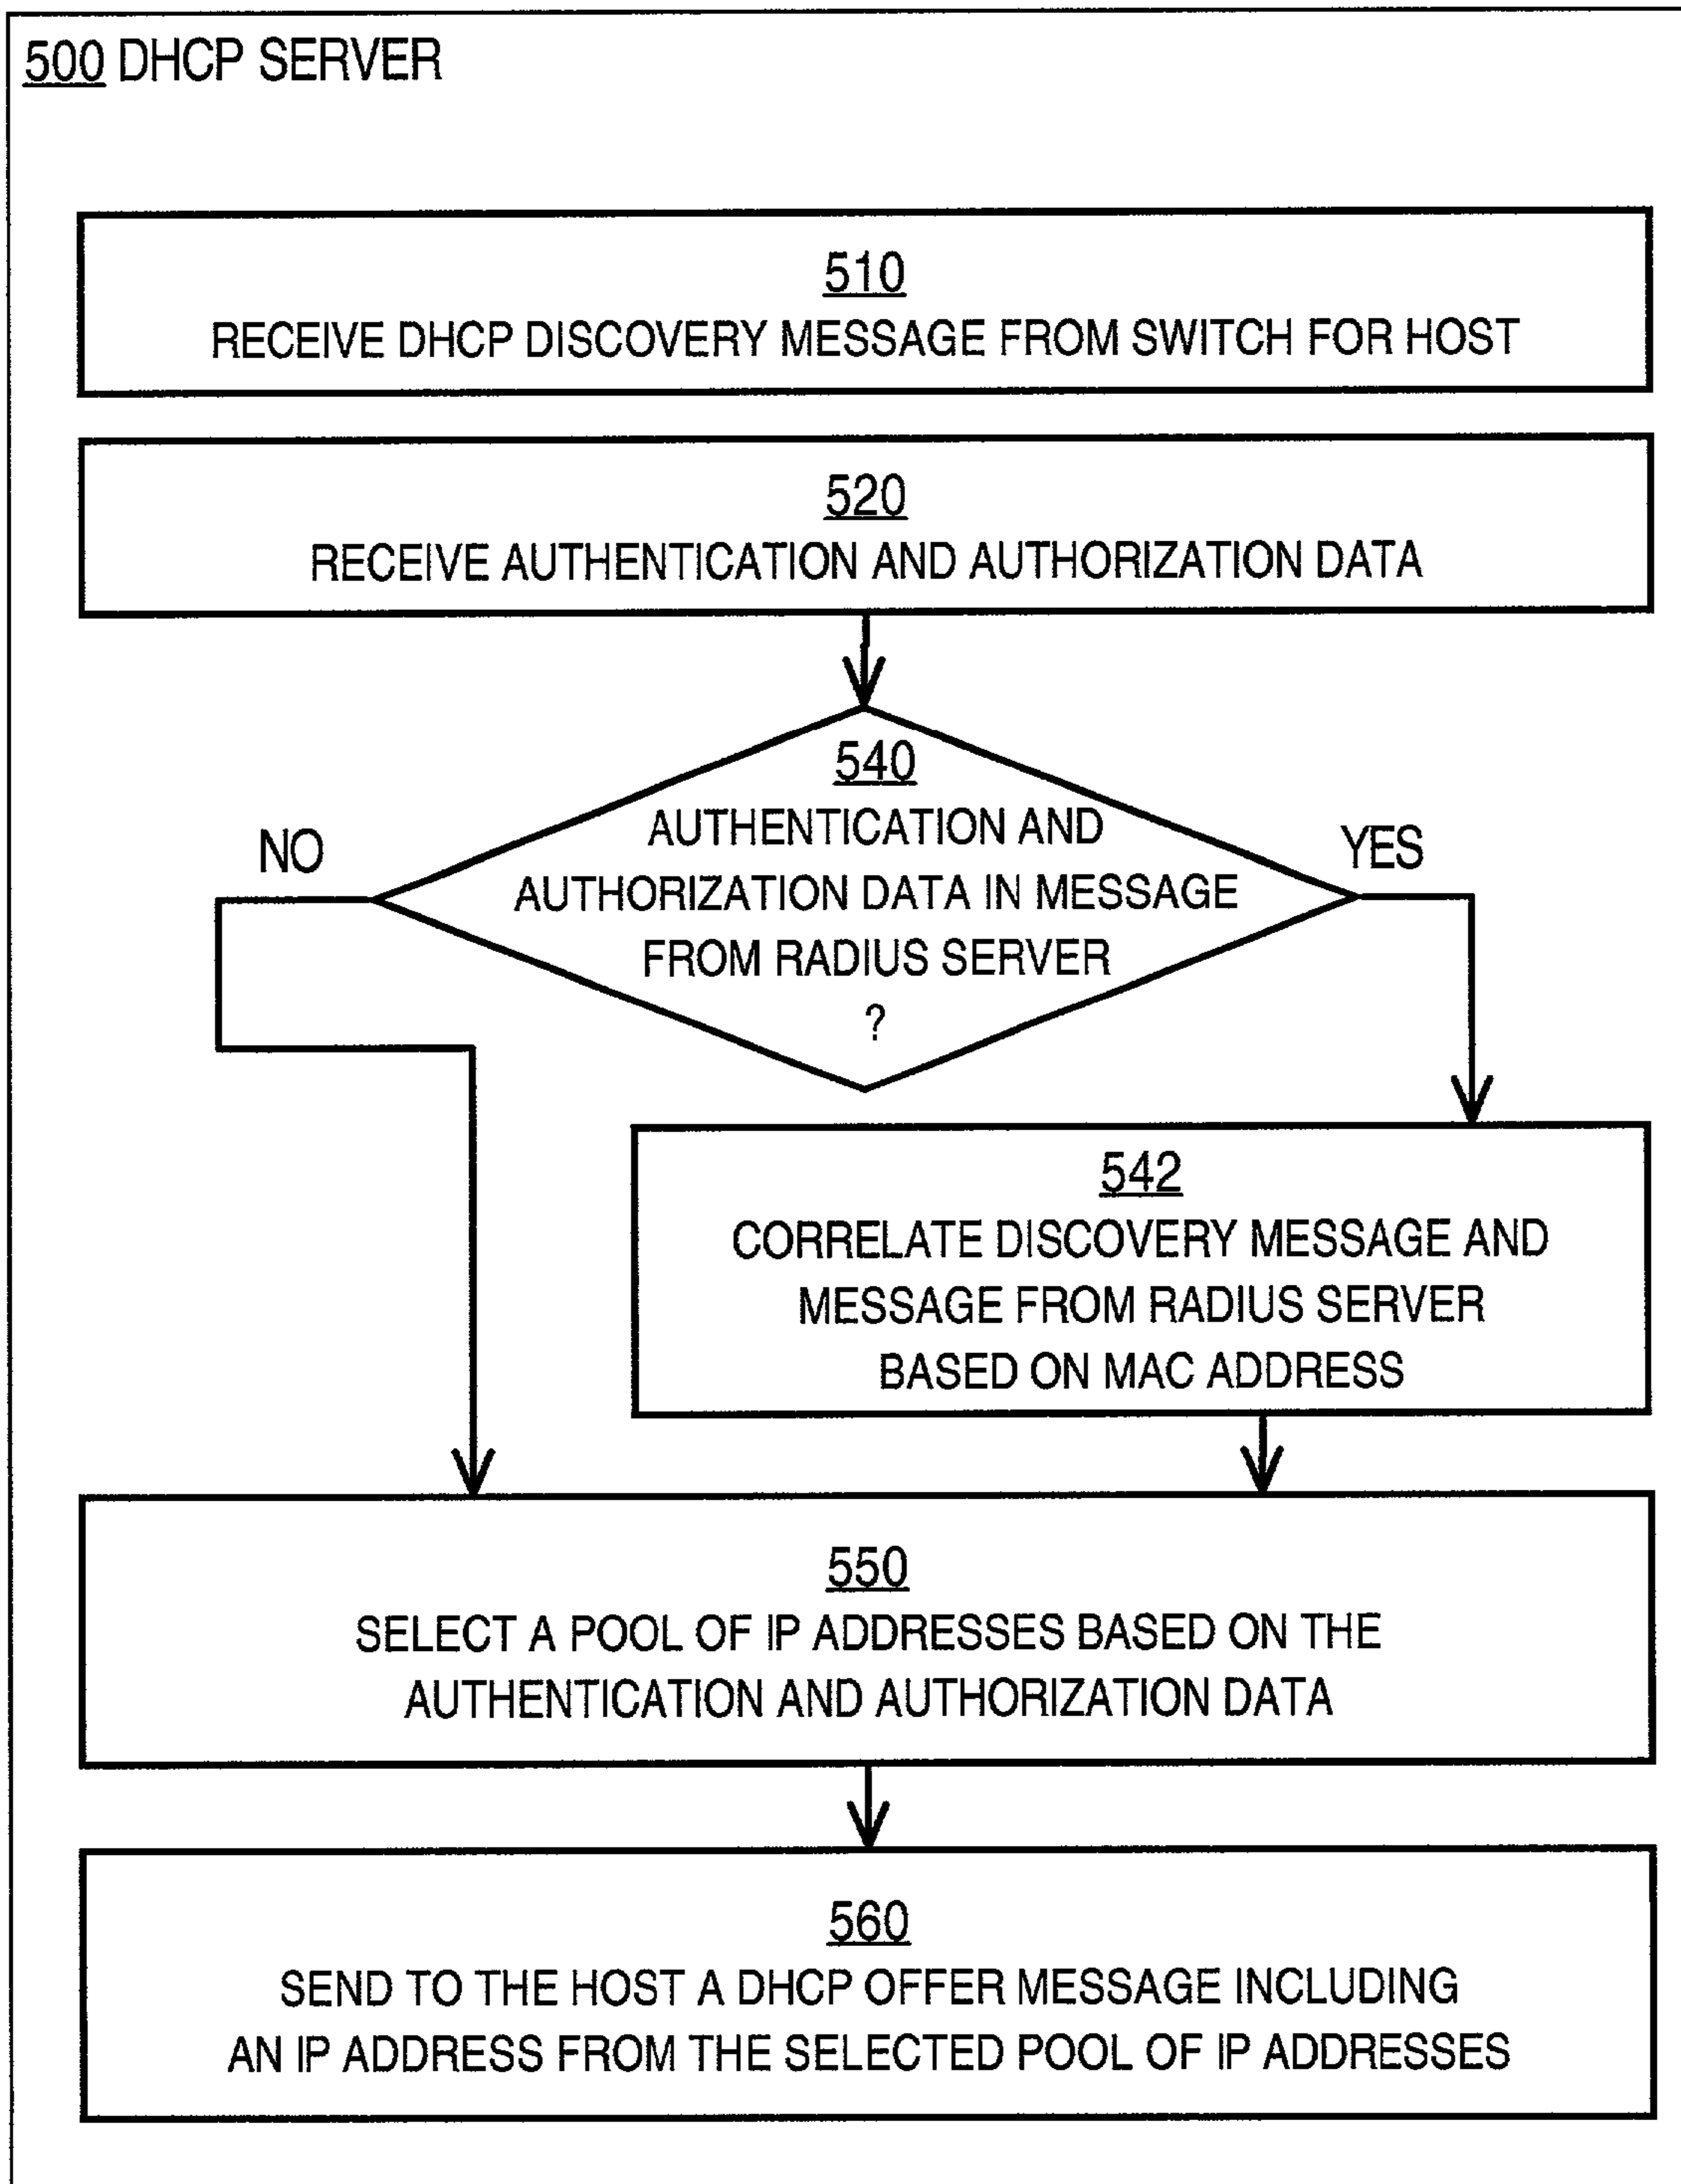 500 DHCP SERVER
510
RECEIVE DHCP DISCOVERY MESSAGE FROM SWITCH FOR HOST
520
RECEIVE AUTHENTICATION AND AUTHORIZATION DATA
540
AUTHENTICATION AND
AUTHORIZATION DATA IN MESSAGE
FROM RADIUS SERVER
?
NO
YES
542
CORRELATE DISCOVERY MESSAGE AND
MESSAGE FROM RADIUS SERVER
BASED ON MAC ADDRESS
550
SELECT A POOL OF IP ADDRESSES BASED ON THE
AUTHENTICATION AND AUTHORIZATION DATA
560
SEND TO THE HOST A DHCP OFFER MESSAGE INCLUDING
AN IP ADDRESS FROM THE SELECTED POOL OF IP ADDRESSES